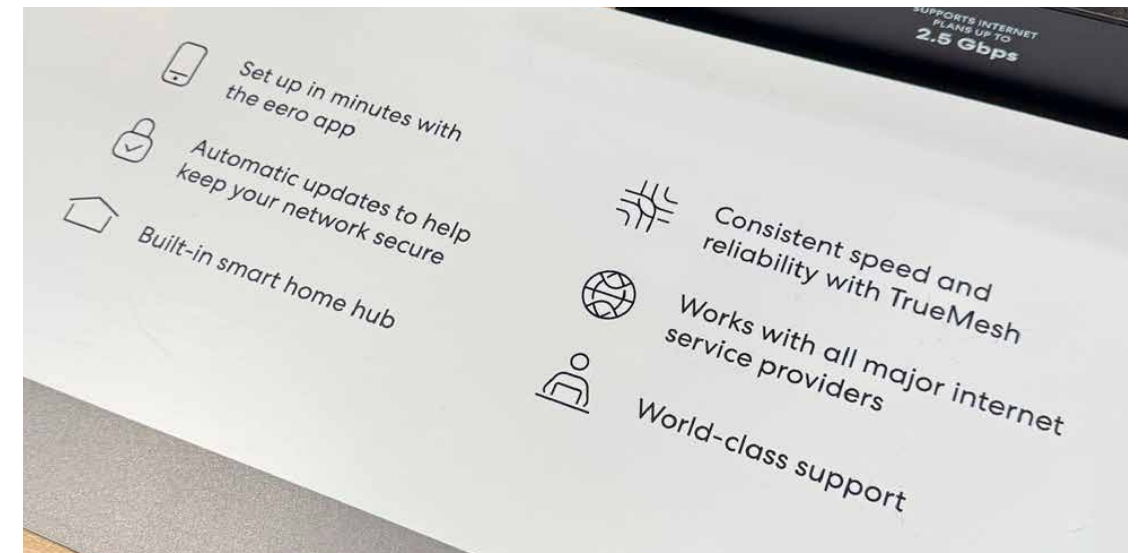 SUPPORTS INTERNET
PLANS UP TO
2.5 Gbps
Set up in minutes with
the eero app
Automatic updates to help
keep your network secure
Built-in smart home hub
Consistent speed and
reliability with TrueMesh
Works with all major internet
service providers
World-class support